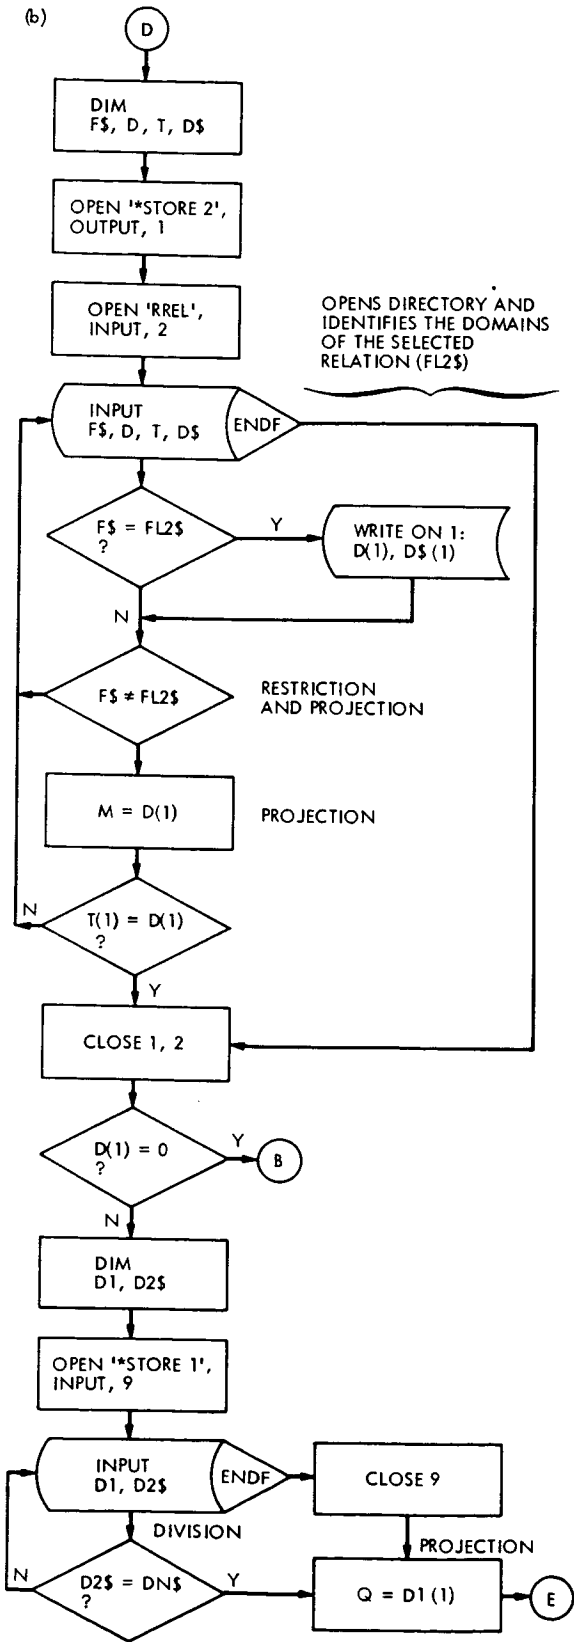 (b)
D
DIM
F$, D, T, D$
OPEN '*STORE 2',
OUTPUT, 1
OPEN 'RREL',
INPUT, 2
OPENS DIRECTORY AND
IDENTIFIES THE DOMAINS
OF THE SELECTED
RELATION (FL2$)
INPUT
F$, D, T, D$
ENDF
F$ = FL2$
?
Y
WRITE ON 1:
D(1), D$(1)
N
F$ ≠ FL2$
RESTRICTION
AND PROJECTION
M = D(1)
PROJECTION
T(1) = D(1)
?
N
Y
CLOSE 1, 2
D(1) = 0
?
Y
B
N
DIM
D1, D2$
OPEN '*STORE 1',
INPUT, 9
INPUT
D1, D2$
ENDF
CLOSE 9
DIVISION
PROJECTION
D2$ = DN$
?
N
Y
Q = D1(1)
E